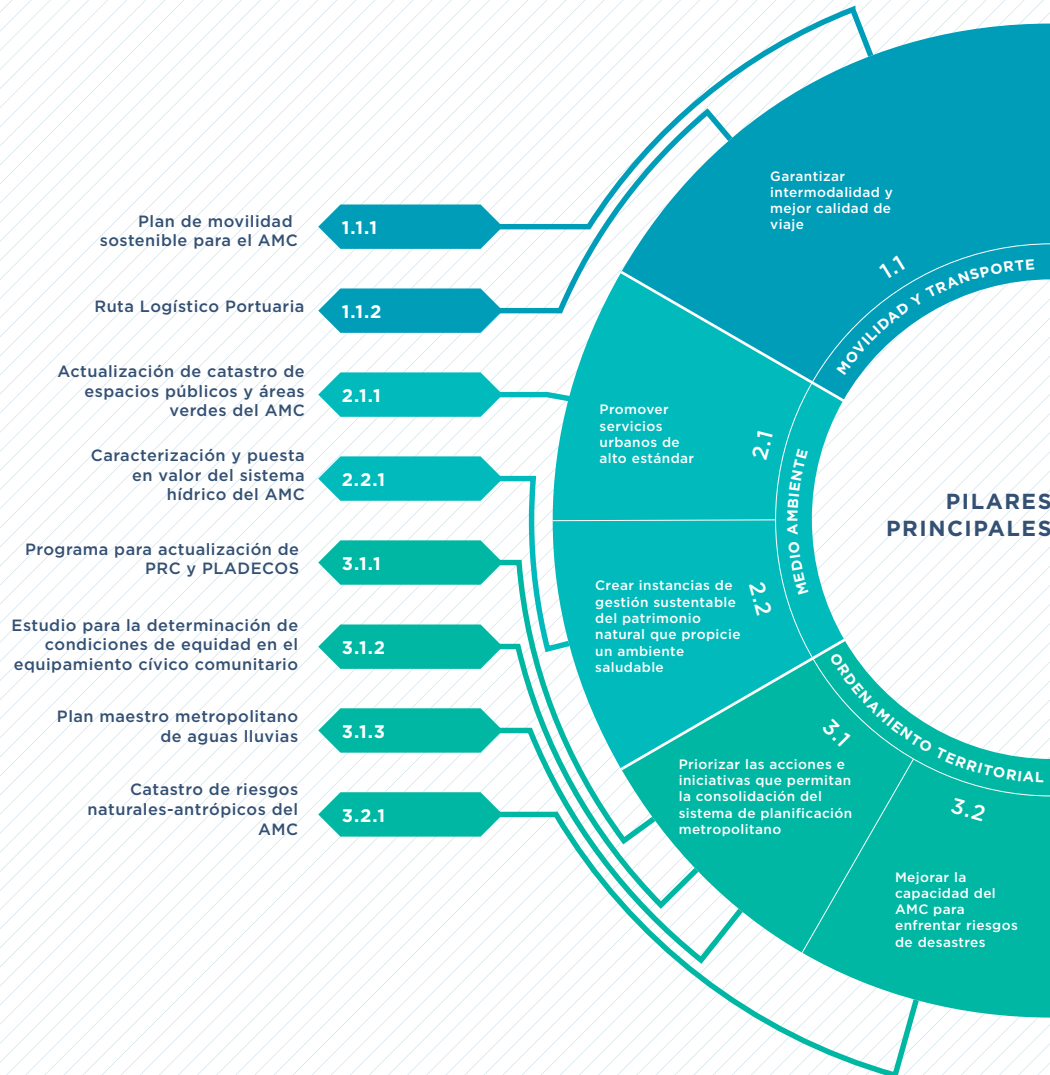 Plan de movilidad
sostenible para el AMC
1.1.1
Ruta Logístico Portuaria
1.1.2
Actualización de catastro de
espacios públicos y áreas
verdes del AMC
2.1.1
Caracterización y puesta
en valor del sistema
hídrico del AMC
2.2.1
Programa para actualización de
PRC y PLADECOS
3.1.1
Estudio para la determinación de
condiciones de equidad en el
equipamiento cívico comunitario
3.1.2
Plan maestro metropolitano
de aguas lluvias
3.1.3
Catastro de riesgos
naturales-antrópicos del
AMC
3.2.1
Garantizar
intermodalidad y
mejor calidad de
viaje
1.1
MOVILIDAD Y TRANSPORTE
Promover
servicios
urbanos de
alto estándar
2.1
MEDIO AMBIENTE
Crear instancias de
gestión sustentable
del patrimonio
natural que propicie
un ambiente
saludable
2.2
PILARES
PRINCIPALES
ORDENAMIENTO TERRITORIAL
3.1
Priorizar las acciones e
iniciativas que permitan
la consolidación del
sistema de planificación
metropolitano
3.2
Mejorar la
capacidad del
AMC para
enfrentar riesgos
de desastres